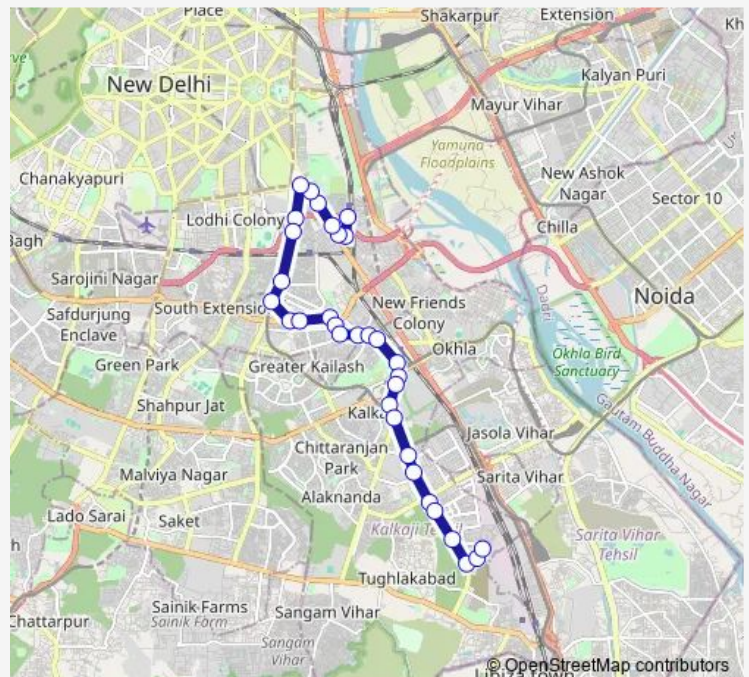 Place
Shakarpur
Extension
Kh
New Delhi
Kalyan Puri
Mayur Vihar
Yamuna
Floodplains
Chanakyapuri
New Ashok
Nagar
Sector 10
Lodhi Colony
Chilla
Bagh
Sarojini Nagar
Dadri
Noida
South Extensio
New Friends
Colony
Safdurjung
Enclave
Okhla
Okhla Bird
Sanctuary
Green Park
Greater Kailash
Shahpur Jat
Kalka
Gautam Buddha Nagar
Jasola Vihar
Chittaranjan
Park
Malviya Nagar
Sarita Vihar
Alaknanda
Lado Sarai
Saket
Kalkaji Te
Sarita Vihar
Tehsil
h
Tughlakabad
Sainik Farms
Sainik Farm
Sangam Vihar
Chattarpur
Sangam
Vihar
© OpenStreetMap contributors